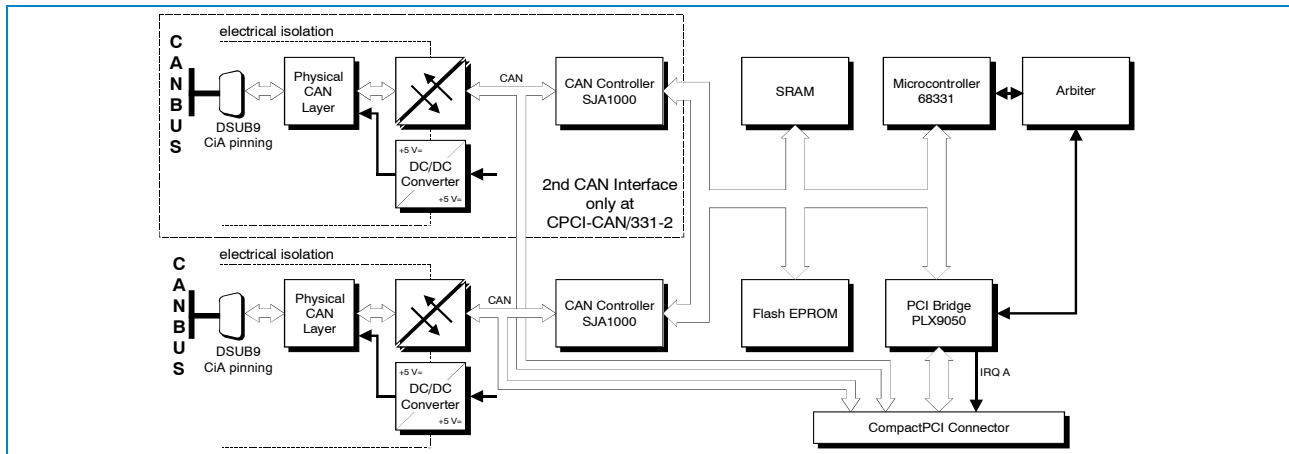 electrical isolation
C
A
N
B
U
S
DSUB9
CiA pinning
Physical
CAN
Layer
CAN
CAN Controller
SJA1000
+5 V=
DC/DC
Converter
+5 V=
2nd CAN Interface
only at
CPCI-CAN/331-2
SRAM
Microcontroller
68331
Arbiter
electrical isolation
C
A
N
B
U
S
DSUB9
CiA pinning
Physical
CAN
Layer
CAN
CAN Controller
SJA1000
+5 V=
DC/DC
Converter
+5 V=
Flash EPROM
PCI Bridge
PLX9050
IRQ A
CompactPCI Connector